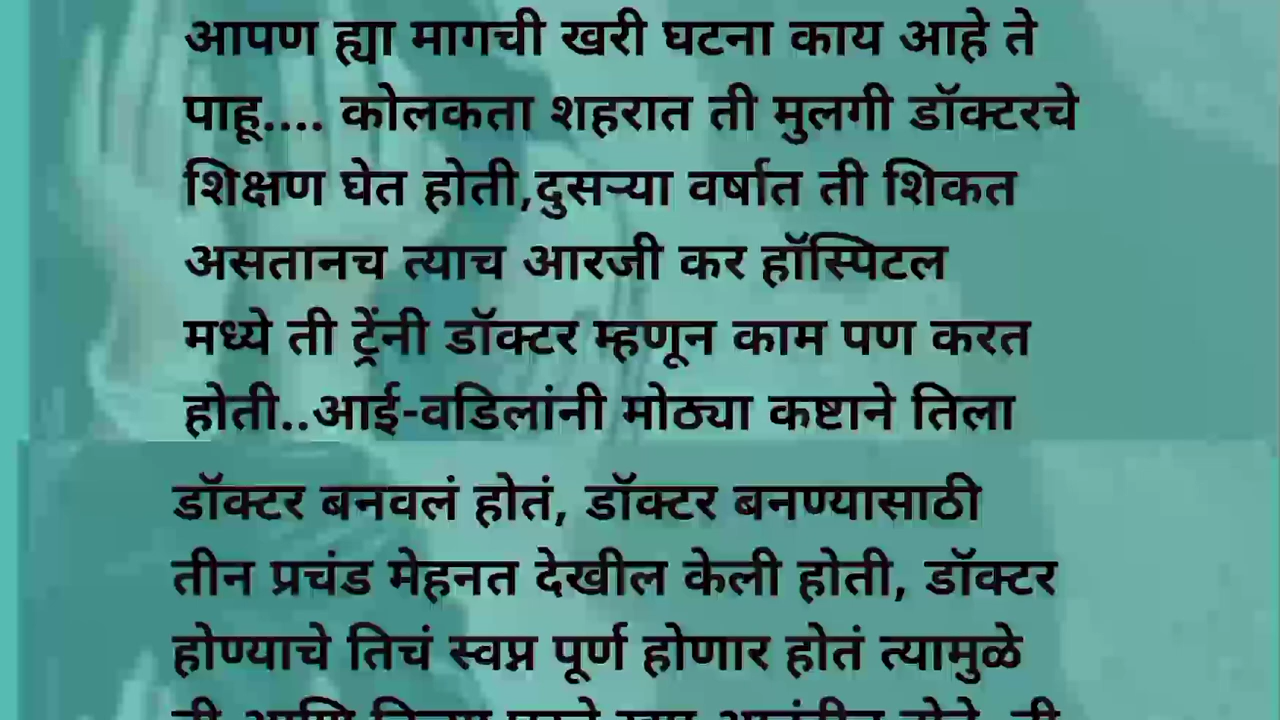 आपण ह्या मागची खरी घटना काय आहे ते
पाहू.... कोलकता शहरात ती मुलगी डॉक्टरचे
शिक्षण घेत होती,दुसऱ्या वर्षात ती शिकत
असतानच त्याच आरजी कर हॉस्पिटल
मध्ये ती ट्रेंनी डॉक्टर म्हणून काम पण करत
होती..आई-वडिलांनी मोठ्या कष्टाने तिला
डॉक्टर बनवलं होतं, डॉक्टर बनण्यासाठी
तीन प्रचंड मेहनत देखील केली होती, डॉक्टर
होण्याचे तिचं स्वप्न पूर्ण होणार होतं त्यामुळे